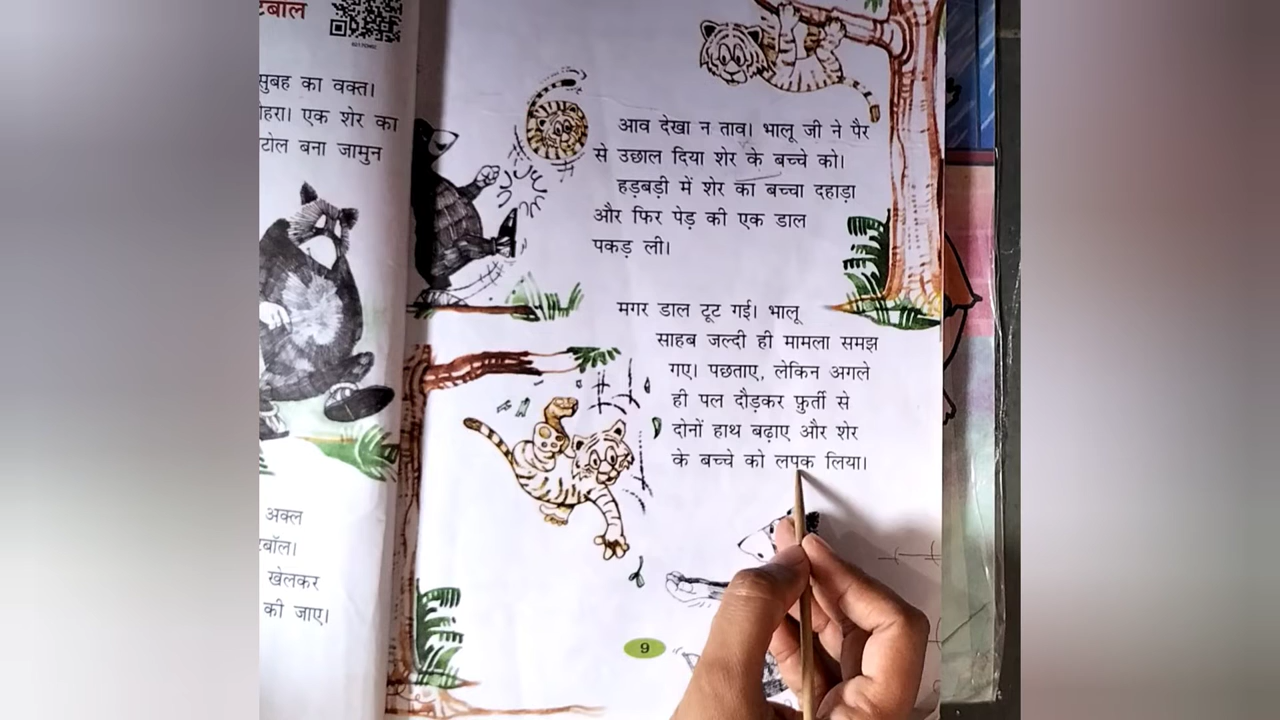 सुबह का वक्त।
एक शेर का
बना जामुन
अक्ल
खेलकर
की जाए।
आव देखा न ताव। भालू जी ने पैर
से उछाल दिया शेर के बच्चे को।
हड़बड़ी में शेर का बच्चा दहाड़ा
और फिर पेड़ की एक डाल
पकड़ ली।
मगर डाल टूट गई। भालू
साहब जल्दी ही मामला समझ
गए। पछताए, लेकिन अगले
ही पल दौड़कर फ़ुर्ती से
दोनों हाथ बढ़ाए और शेर
के बच्चे को लपक लिया।
9